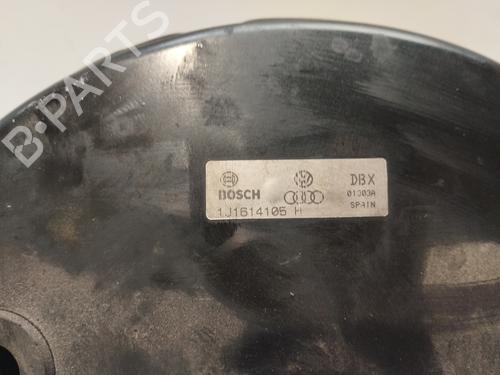 B-PARTS
DBX
BOSCH 01303A
1J1614105 H SPAIN